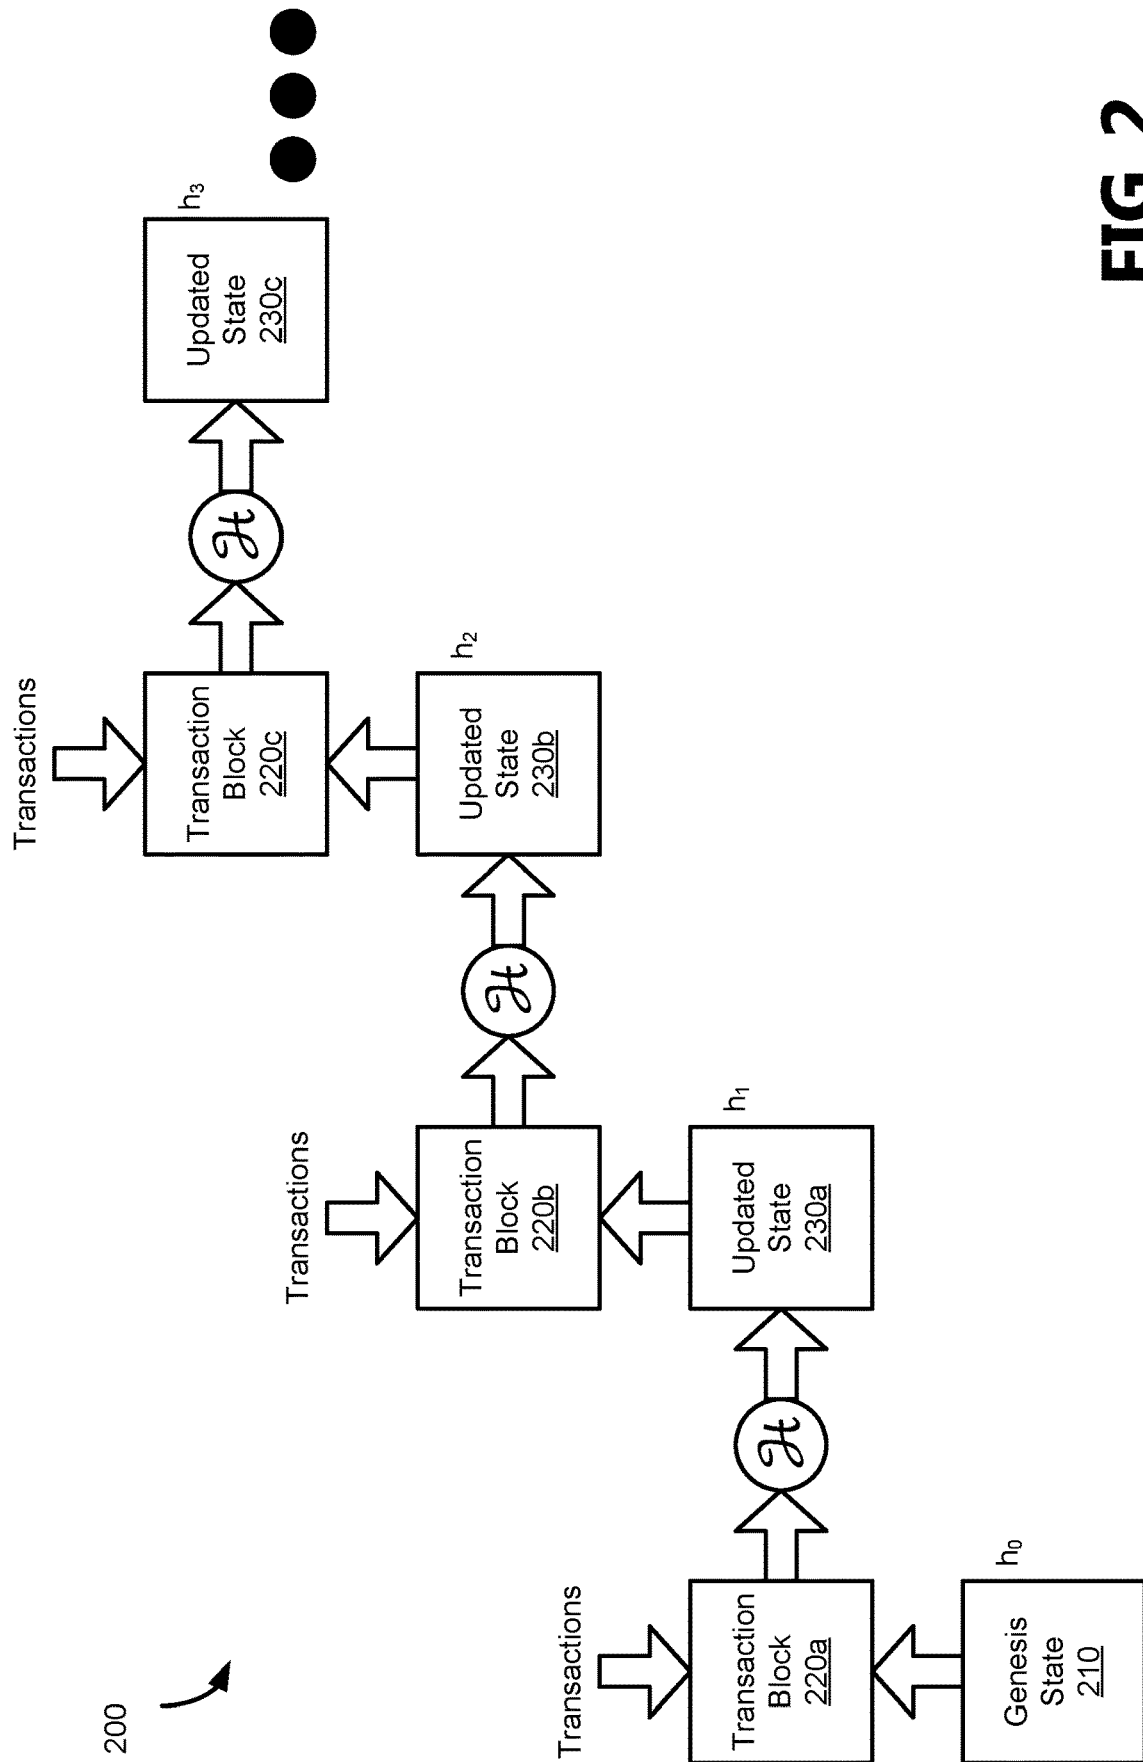 Transactions
200
Transaction
Block
220c
ℋ
h₃
Updated
State
230c
Transactions
Transaction
Block
220b
ℋ
h₂
Updated
State
230b
Transactions
Transaction
Block
220a
ℋ
h₁
Updated
State
230a
h₀
Genesis
State
210
FIG 2